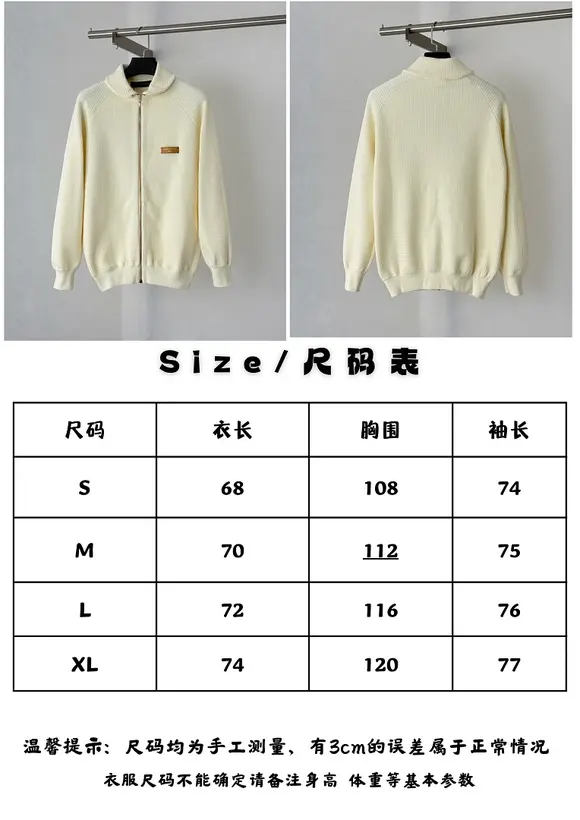 Size/尺码表
尺码 衣长 胸围 袖长
S 68 108 74
M 70 112 75
L 72 116 76
XL 74 120 77
温馨提示：尺码均为手工测量、有3cm的误差属于正常情况
衣服尺码不能确定请备注身高 体重等基本参数